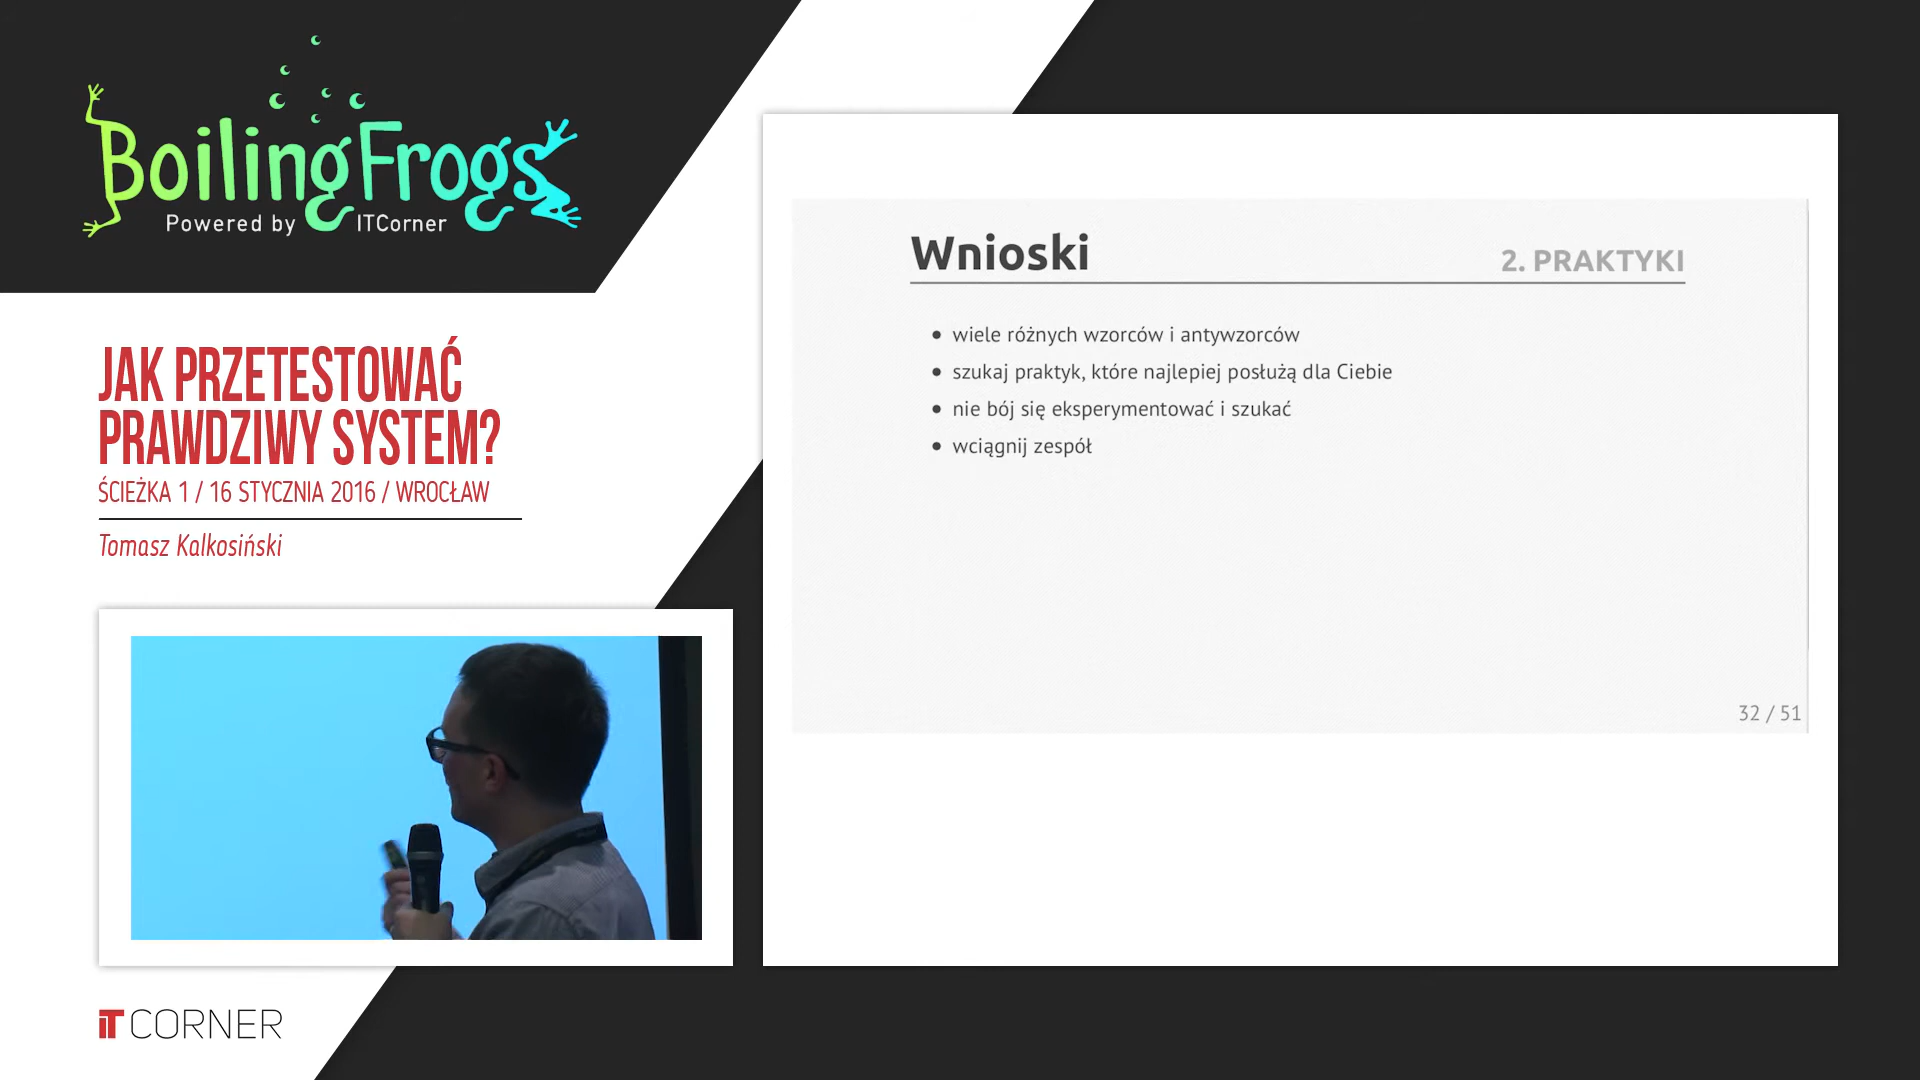 BoilingFrogs
Powered by ITCorner
JAK PRZETESTOWAĆ
PRAWDZIWY SYSTEM?
ŚCIEŻKA 1 / 16 STYCZNIA 2016 / WROCŁAW
Tomasz Kalkosiński
iT CORNER
Wnioski
2. PRAKTYKI
• wiele różnych wzorców i antywzorców
• szukaj praktyk, które najlepiej posłużą dla Ciebie
• nie bój się eksperymentować i szukać
• wciągnij zespół
32 / 51